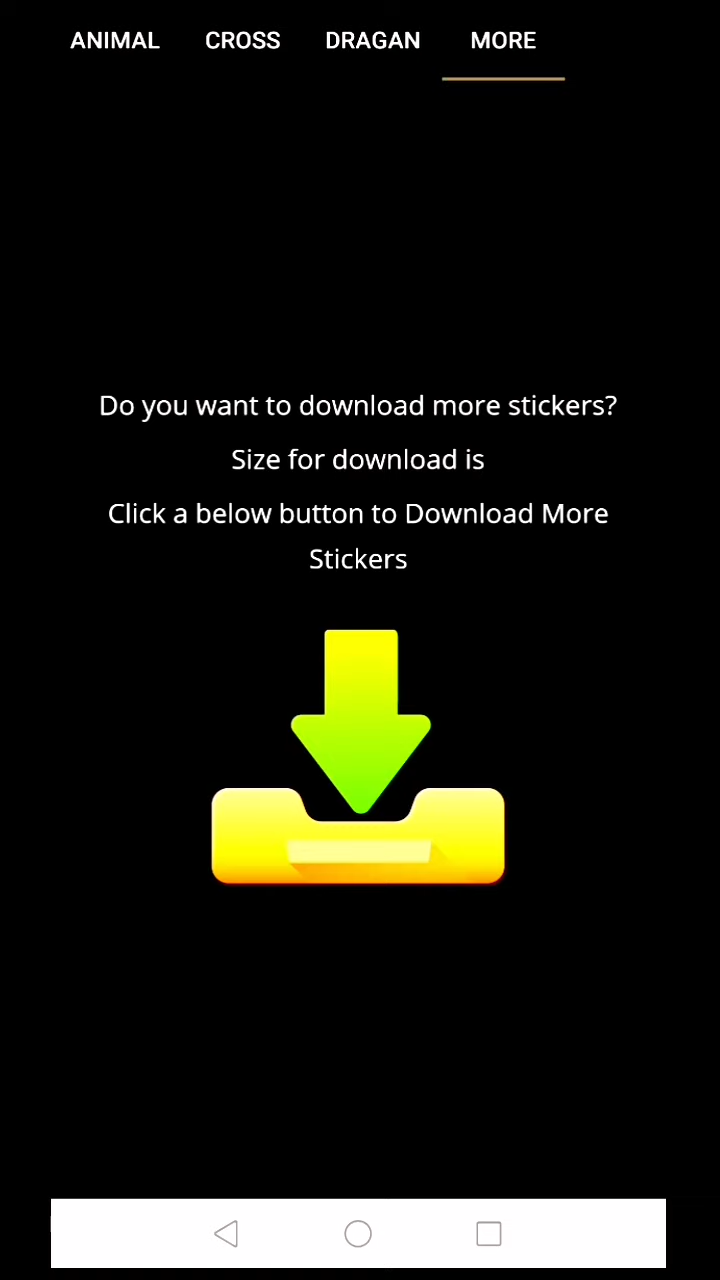 ANIMAL CROSS DRAGAN MORE
Do you want to download more stickers?
Size for download is
Click a below button to Download More
Stickers